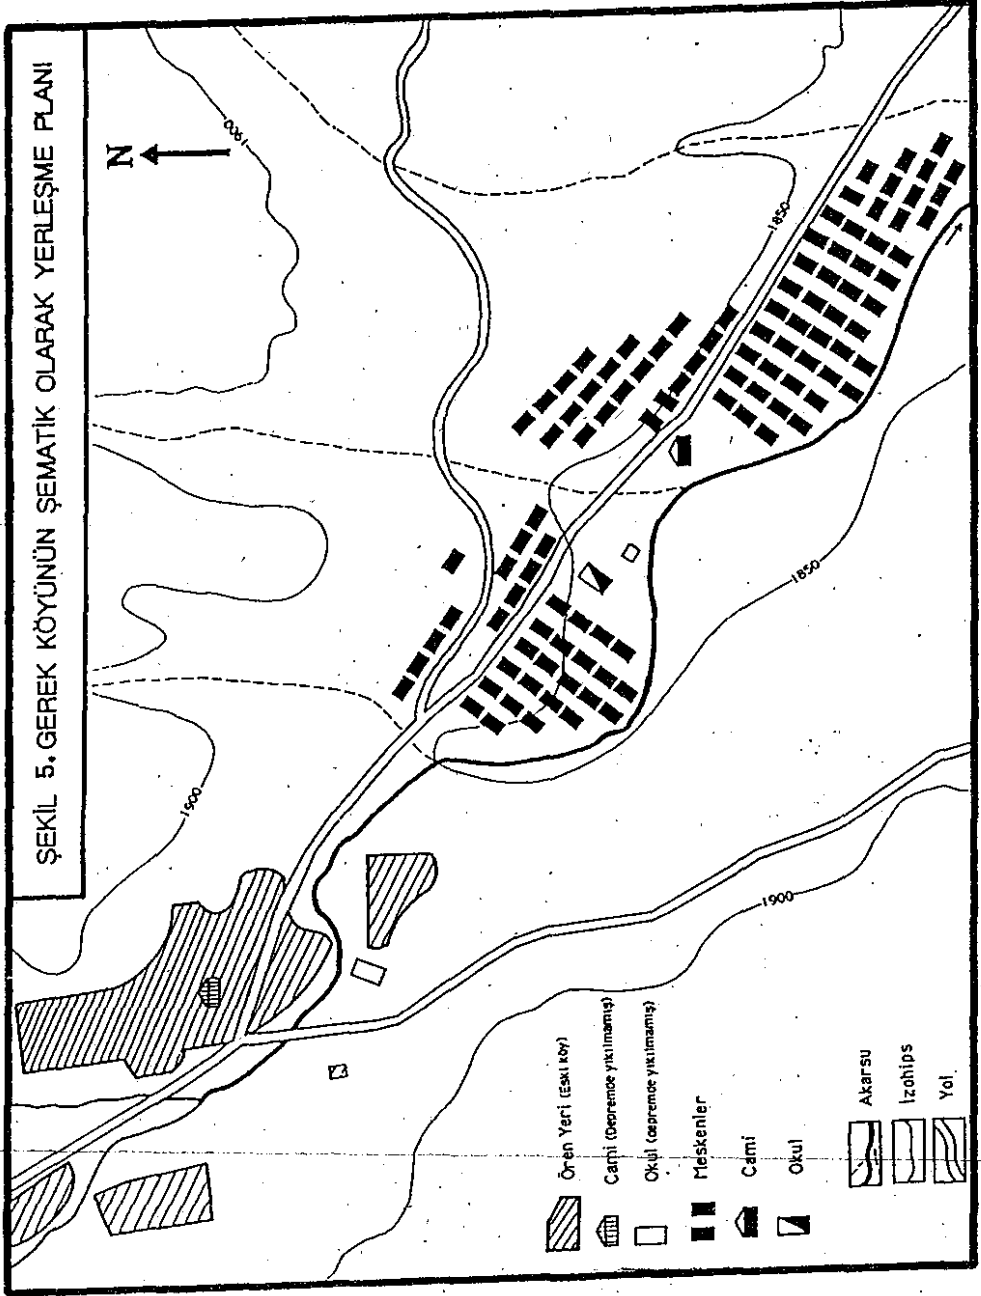 ŞEKİL 5. GEREK KÖYÜNÜN ŞEMATİK OLARAK YERLEŞME PLANI
N
1900
1900
1850
1850
1900
Ören Yeri (Eski köy)
Cami (Depremde yıkılmamış)
Okul (depremde yıkılmamış)
Meskenler
Cami
Okul
Akarsu
İzohips
Yol